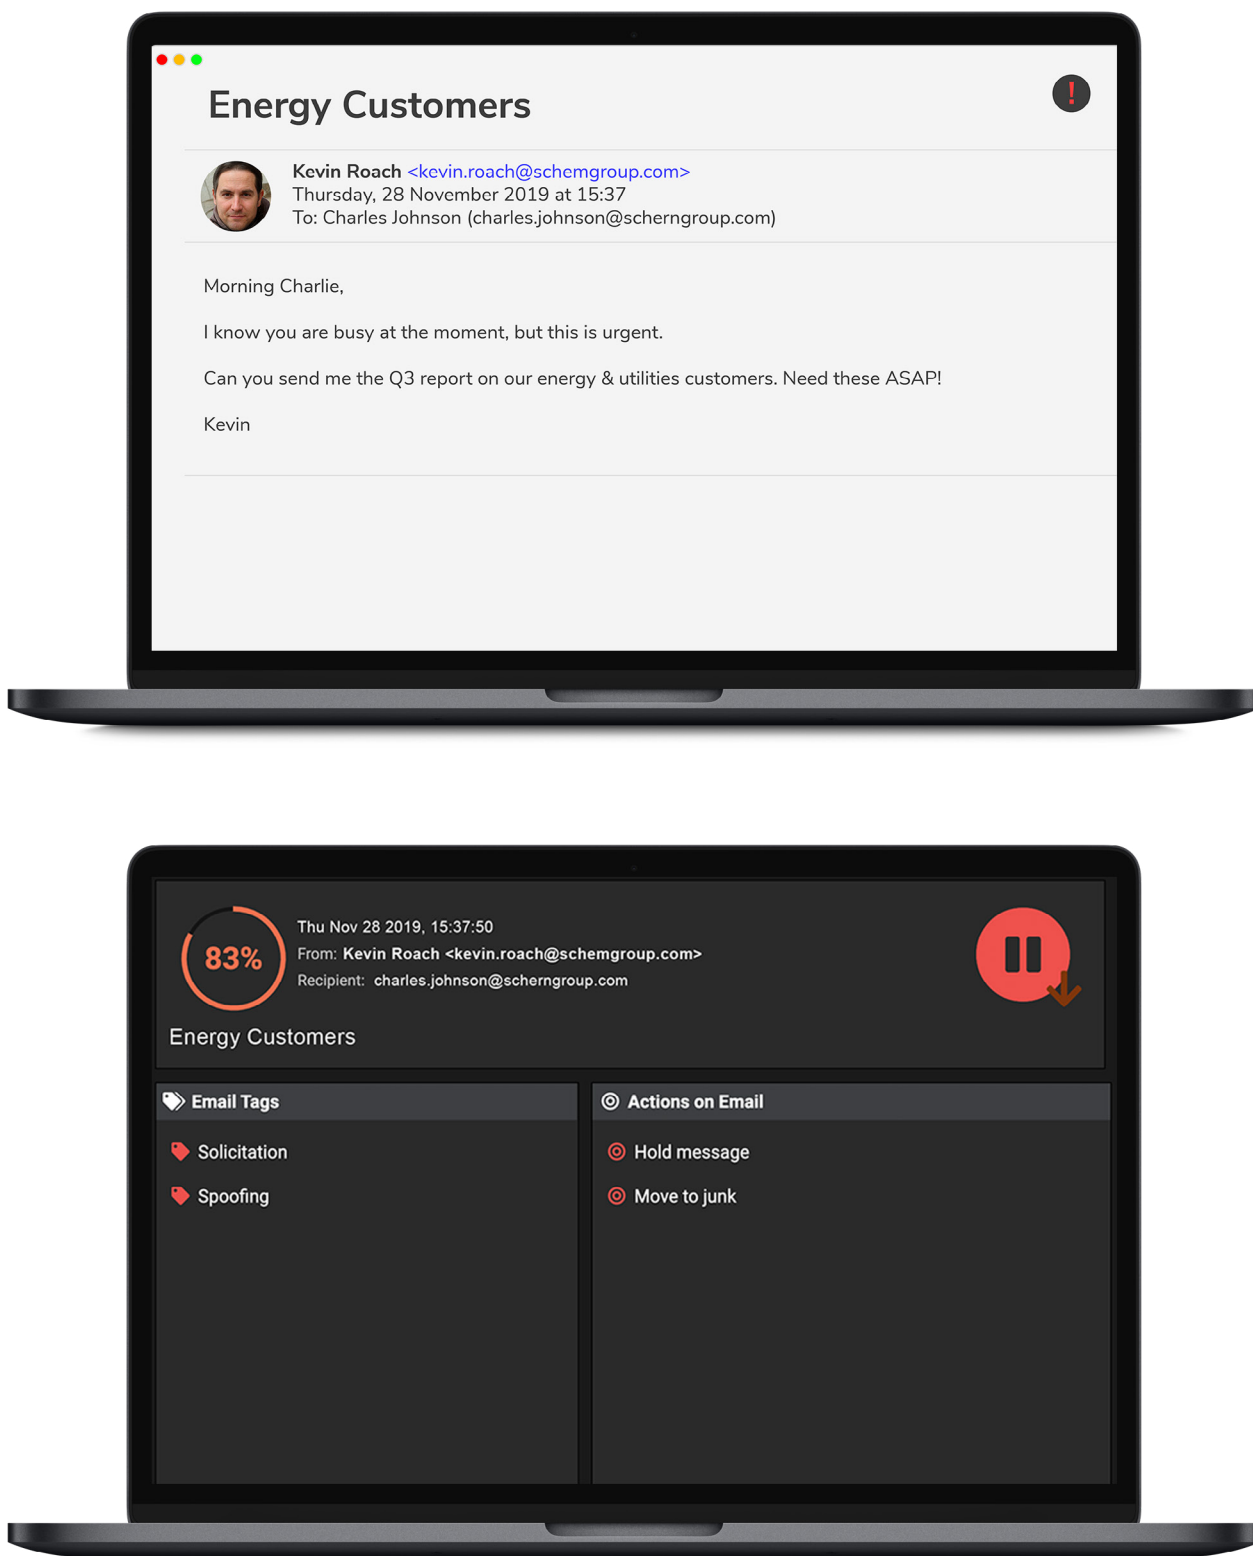 Energy Customers
!
Kevin Roach <kevin.roach@schemgroup.com>
Thursday, 28 November 2019 at 15:37
To: Charles Johnson (charles.johnson@scherngroup.com)
Morning Charlie,
I know you are busy at the moment, but this is urgent.
Can you send me the Q3 report on our energy & utilities customers. Need these ASAP!
Kevin
83%
Thu Nov 28 2019, 15:37:50
From: Kevin Roach <kevin.roach@schemgroup.com>
Recipient: charles.johnson@scherngroup.com
Energy Customers
Email Tags
Solicitation
Spoofing
Actions on Email
Hold message
Move to junk